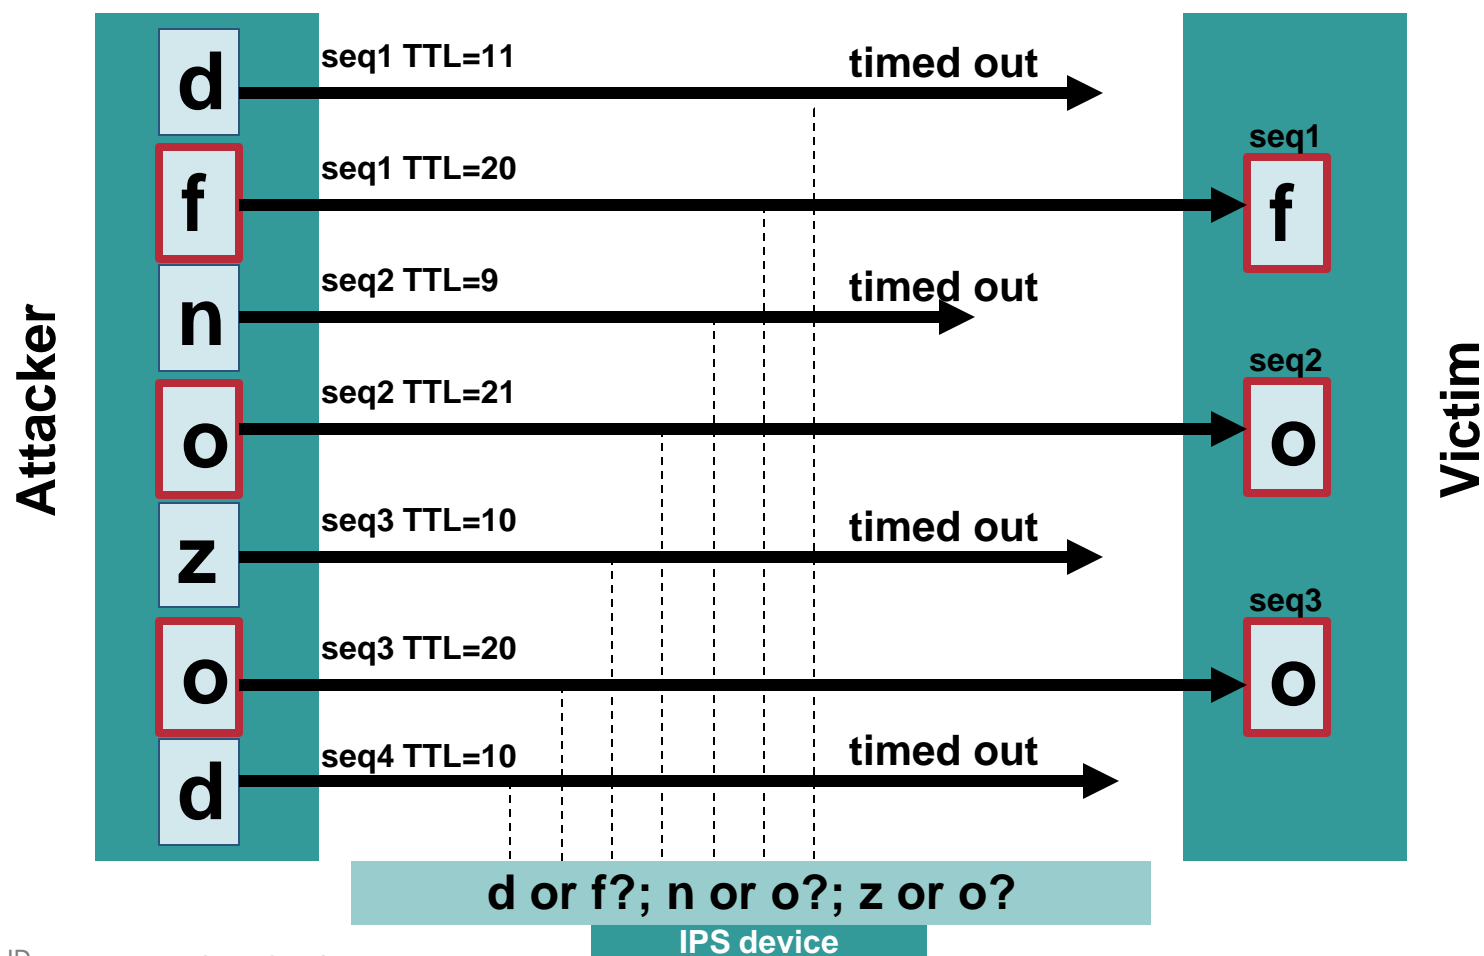 d
seq1 TTL=11
timed out
f
seq1 TTL=20
seq1
f
n
seq2 TTL=9
timed out
o
seq2 TTL=21
seq2
o
z
seq3 TTL=10
timed out
o
seq3 TTL=20
seq3
o
d
seq4 TTL=10
timed out
Attacker
Victim
d or f?; n or o?; z or o?
IPS device